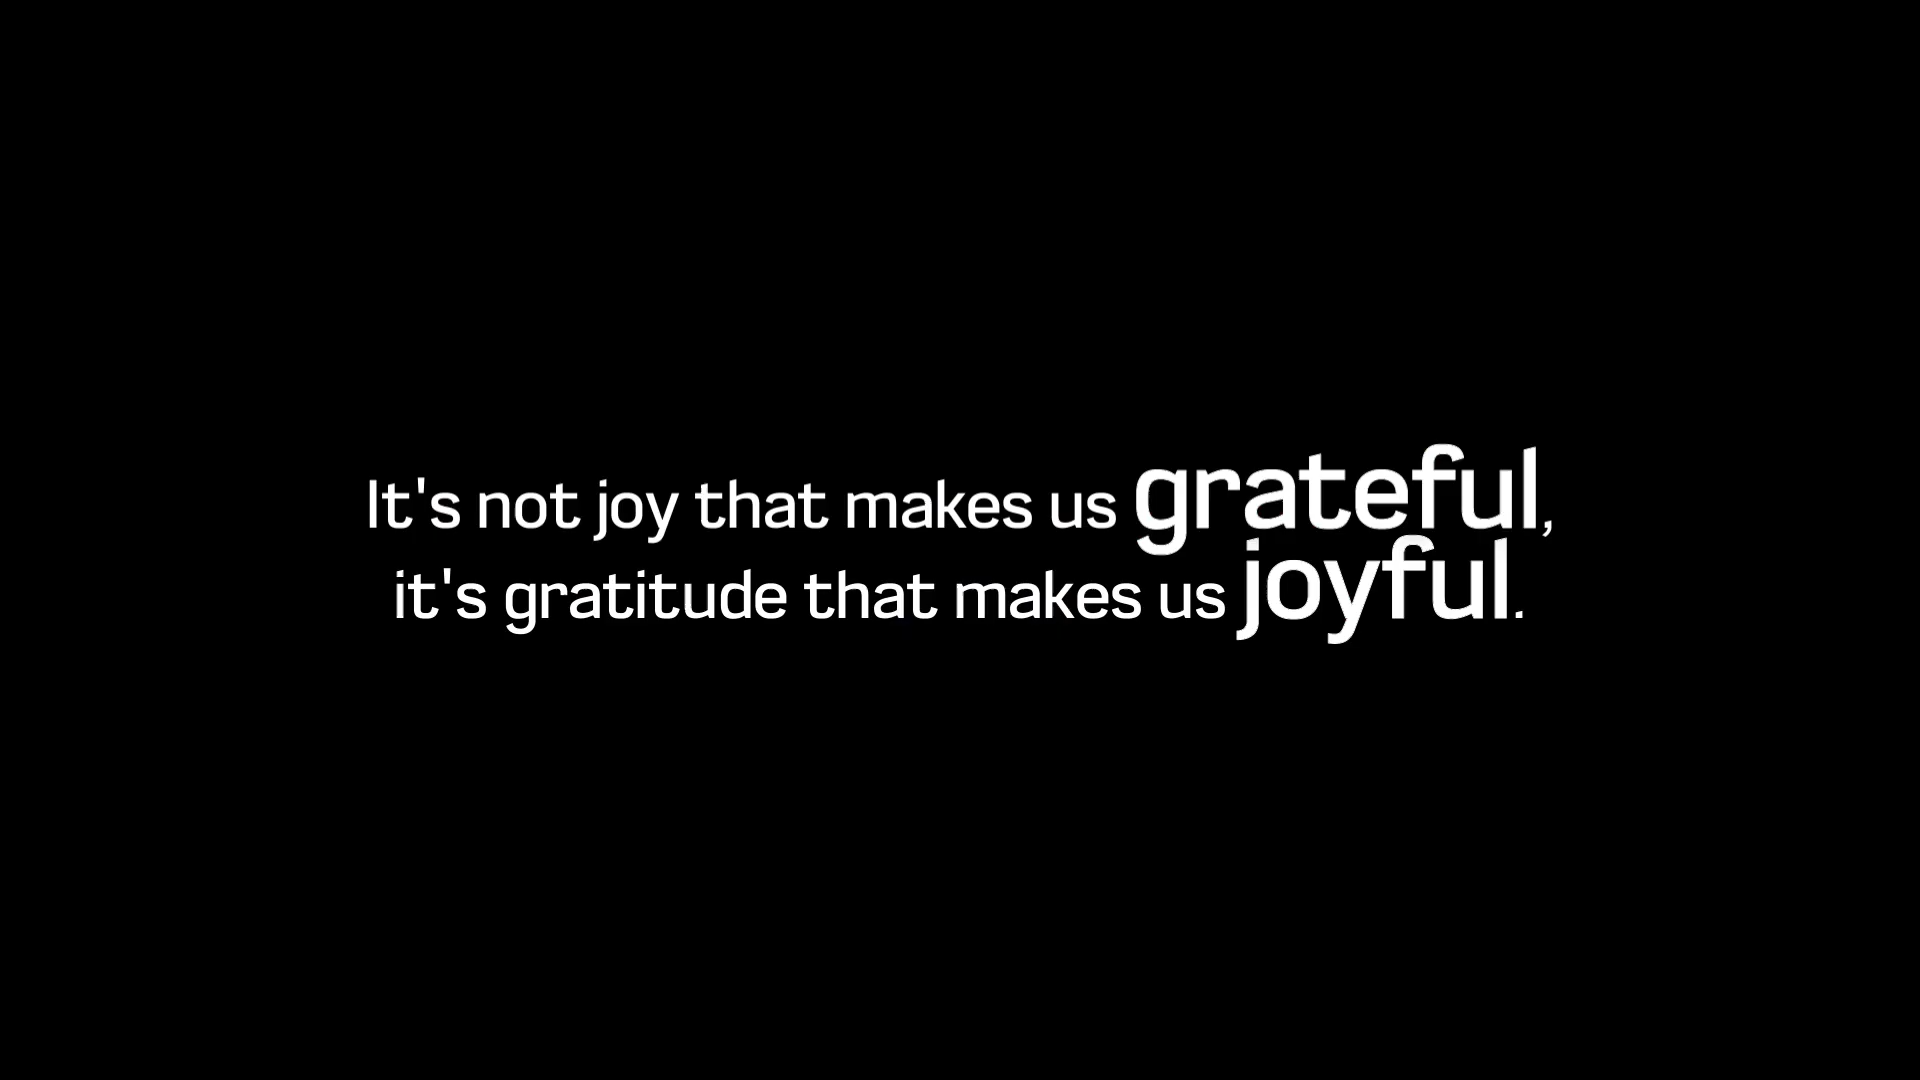 It's not joy that makes us grateful,
it's gratitude that makes us joyful.